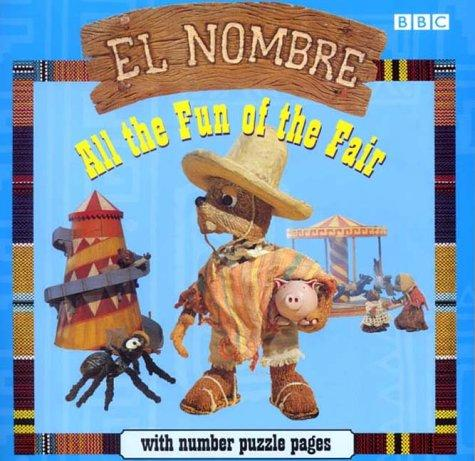 BBC
EL NOMBRE
All the Fun of the Fair
with number puzzle pages